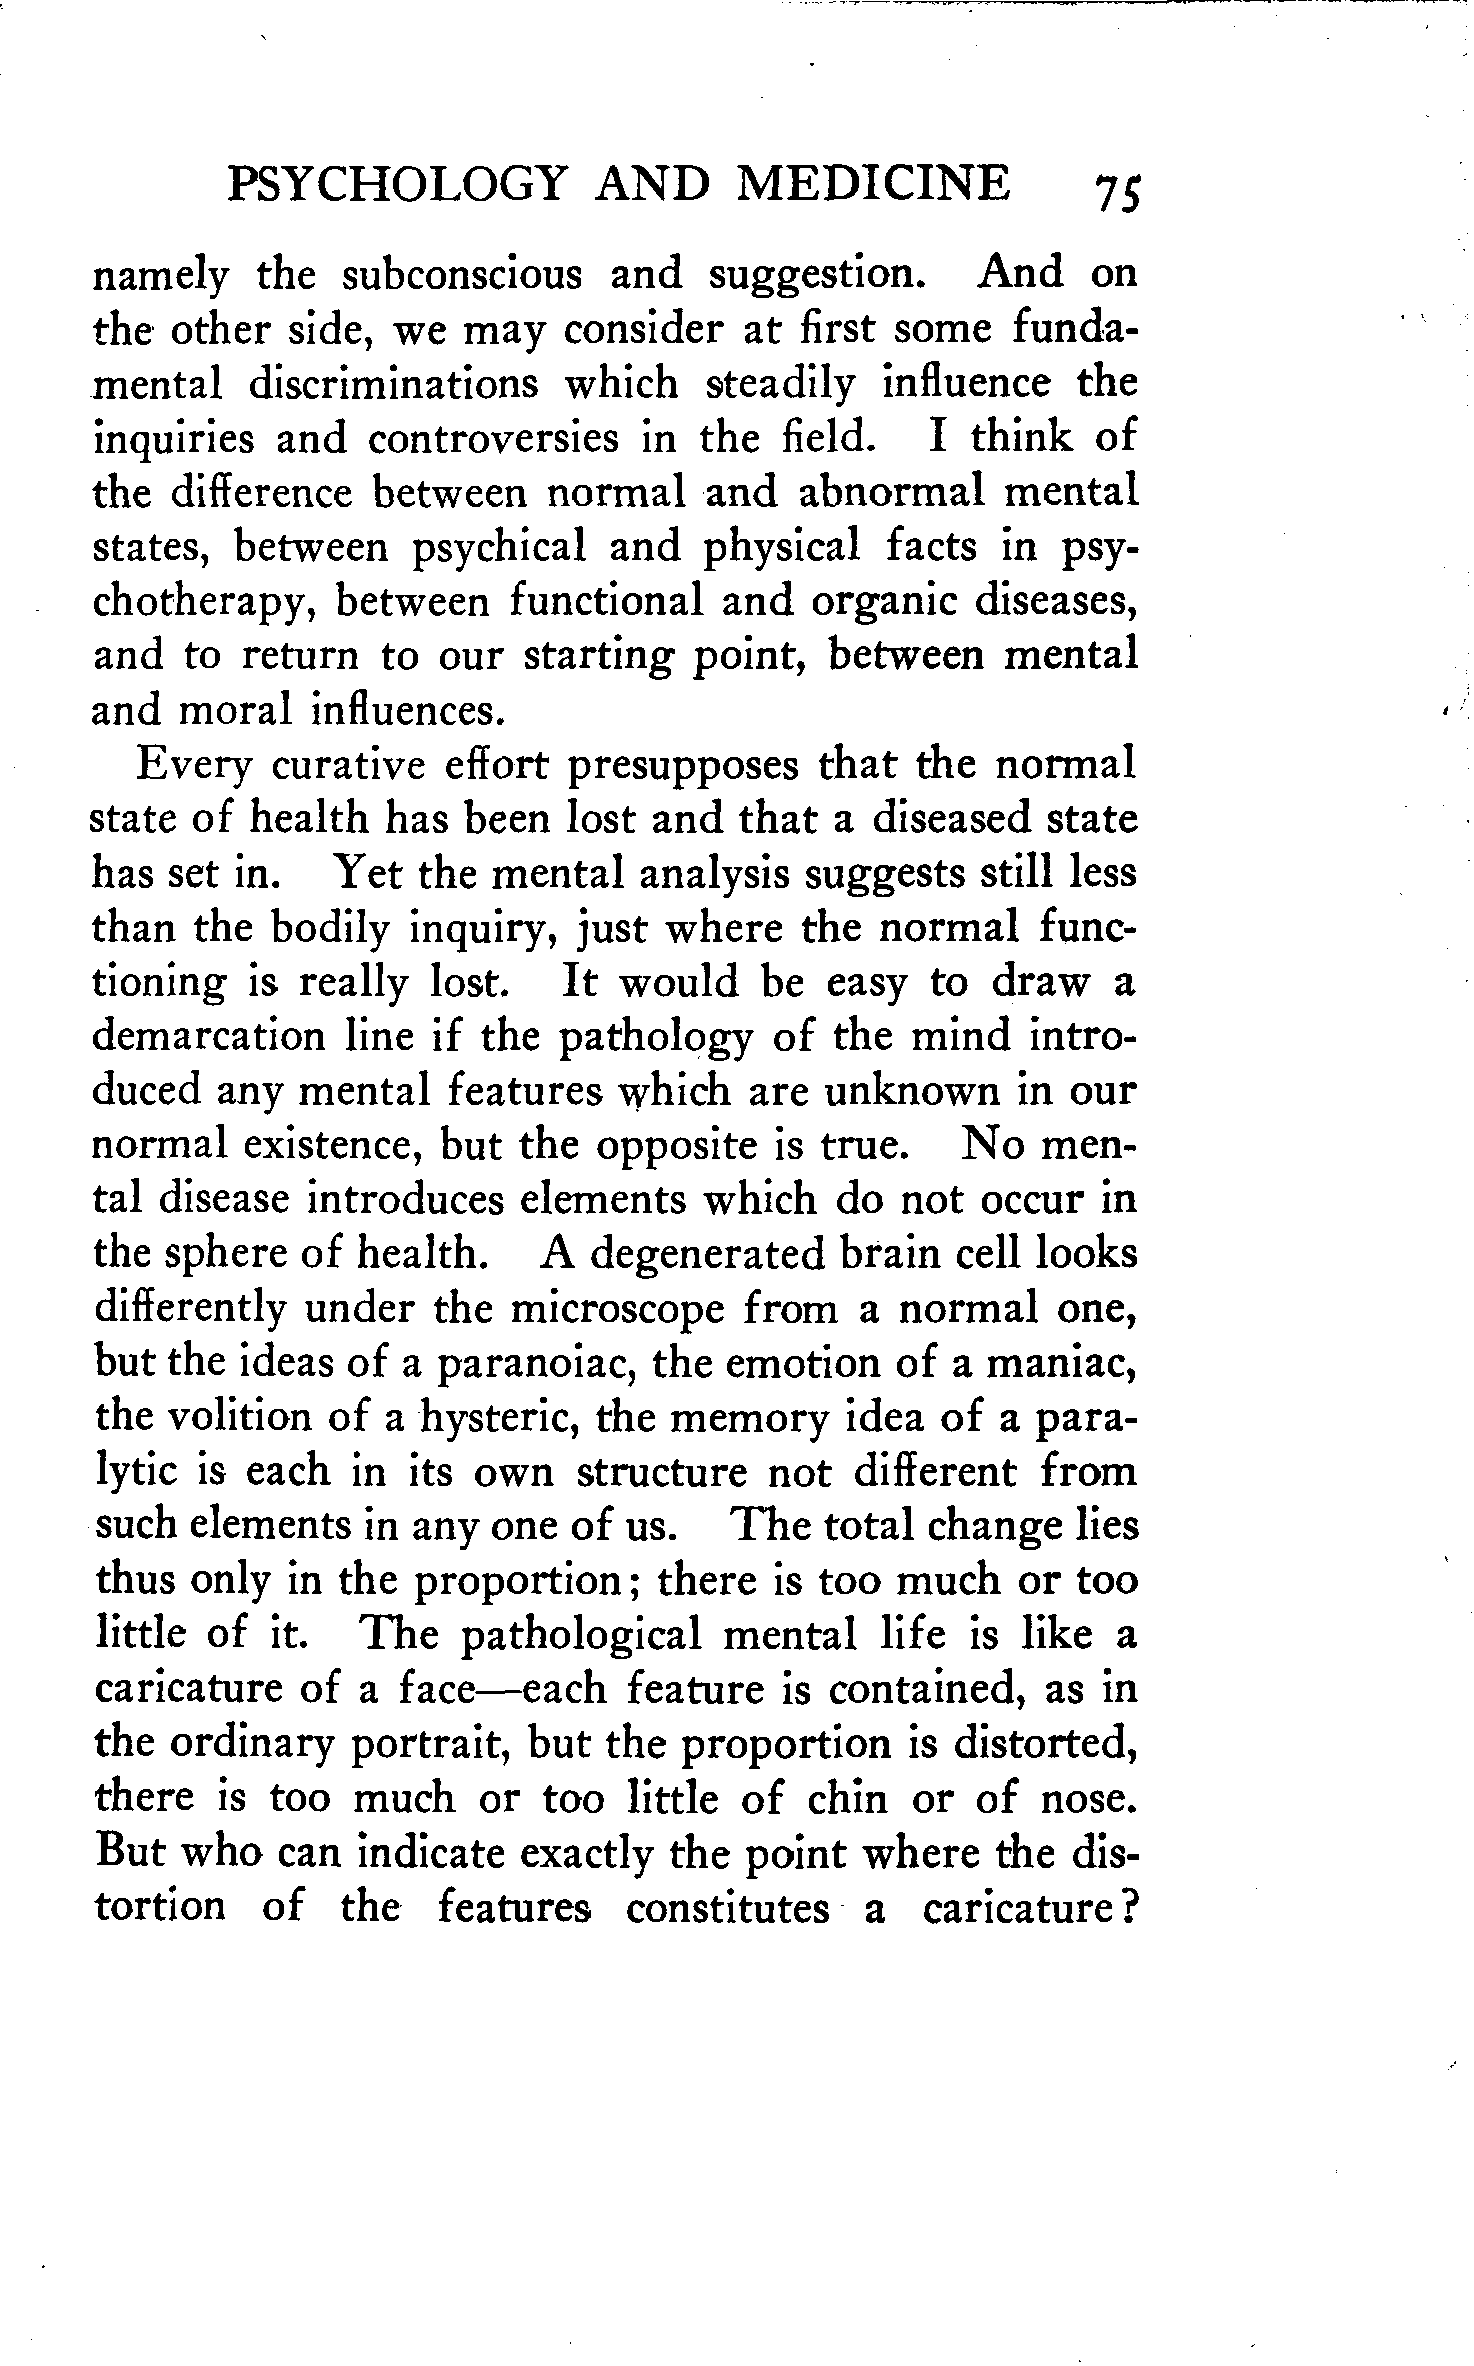 PSYCHOLOGY AND MEDICINE 75
namely the subconscious and suggestion. And on
the other side, we may consider at first some funda-
mental discriminations which steadily influence the
inquiries and controversies in the field. I think of
the difference between normal and abnormal mental
states, between psychical and physical facts in psy-
chotherapy, between functional and organic diseases,
and to return to our starting point, between mental
and moral influences.
Every curative effort presupposes that the normal
state of health has been lost and that a diseased state
has set in. Yet the mental analysis suggests still less
than the bodily inquiry, just where the normal func-
tioning is really lost. It would be easy to draw a
demarcation line if the pathology of the mind intro-
duced any mental features which are unknown in our
normal existence, but the opposite is true. No men-
tal disease introduces elements which do not occur in
the sphere of health. A degenerated brain cell looks
differently under the microscope from a normal one,
but the ideas of a paranoiac, the emotion of a maniac,
the volition of a hysteric, the memory idea of a para-
lytic is each in its own structure not different from
such elements in any one of us. The total change lies
thus only in the proportion; there is too much or too
little of it. The pathological mental life is like a
caricature of a face—each feature is contained, as in
the ordinary portrait, but the proportion is distorted,
there is too much or too little of chin or of nose.
But who can indicate exactly the point where the dis-
tortion of the features constitutes a caricature?